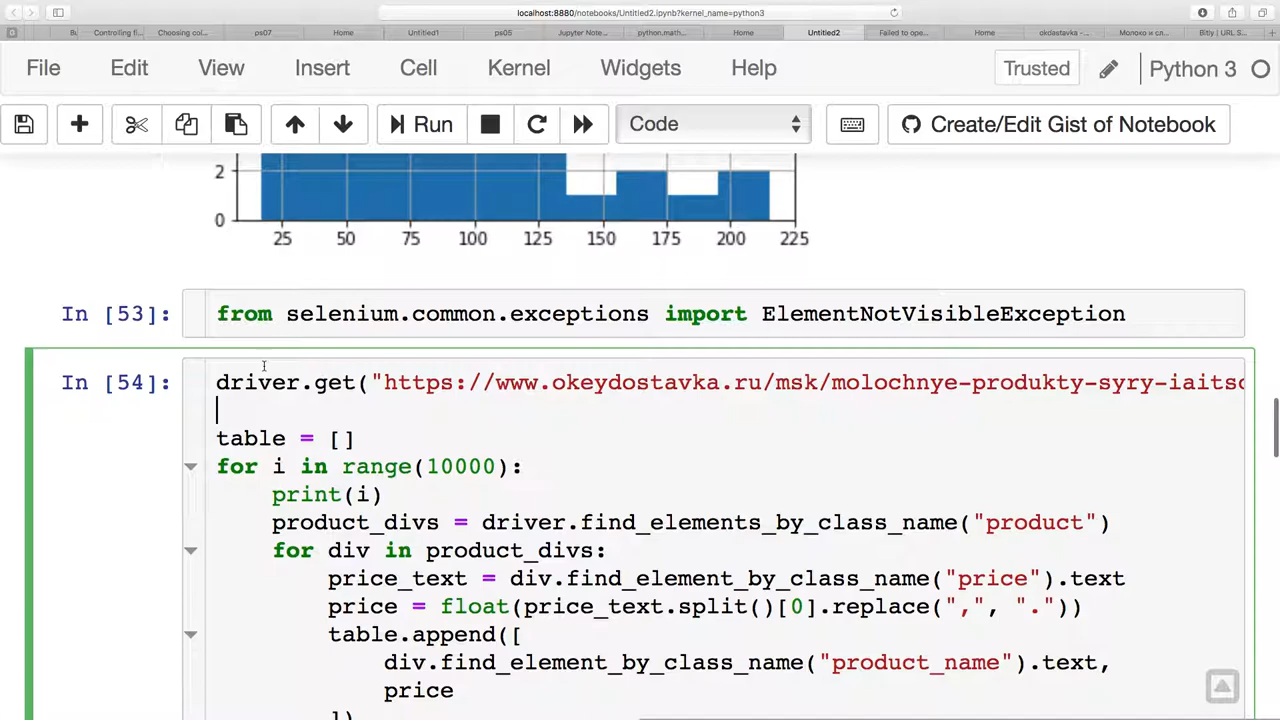 localhost:8880/notebooks/Untitled2.ipynb?kernel_name=python3
Controlling fi... Choosing col... ps07 Home Untitled1 ps05 Jupyter Note... python.math... Home Untitled2 Failed to ope... Home okdastavka -... Молоко и сл... Bitly | URL S...
File Edit View Insert Cell Kernel Widgets Help Trusted Python 3
Run Code Create/Edit Gist of Notebook
2
0
25 50 75 100 125 150 175 200 225
In [53]: from selenium.common.exceptions import ElementNotVisibleException
In [54]: driver.get("https://www.okeydostavka.ru/msk/molochnye-produkty-syry-iaits
table = []
for i in range(10000):
print(i)
product_divs = driver.find_elements_by_class_name("product")
for div in product_divs:
price_text = div.find_element_by_class_name("price").text
price = float(price_text.split()[0].replace(",", "."))
table.append([
div.find_element_by_class_name("product_name").text,
price
])